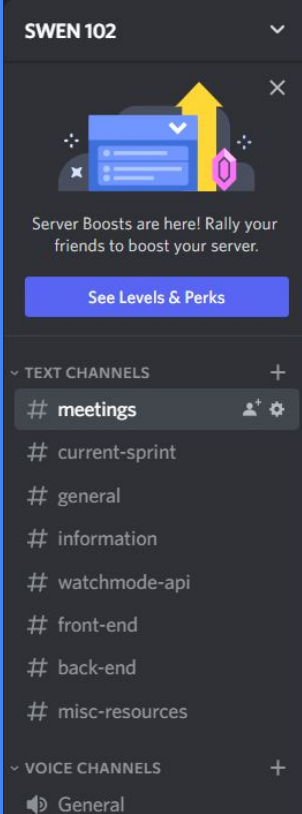 SWEN 102
Server Boosts are here! Rally your
friends to boost your server.
See Levels & Perks
TEXT CHANNELS
# meetings
# current-sprint
# general
# information
# watchmode-api
# front-end
# back-end
# misc-resources
VOICE CHANNELS
General